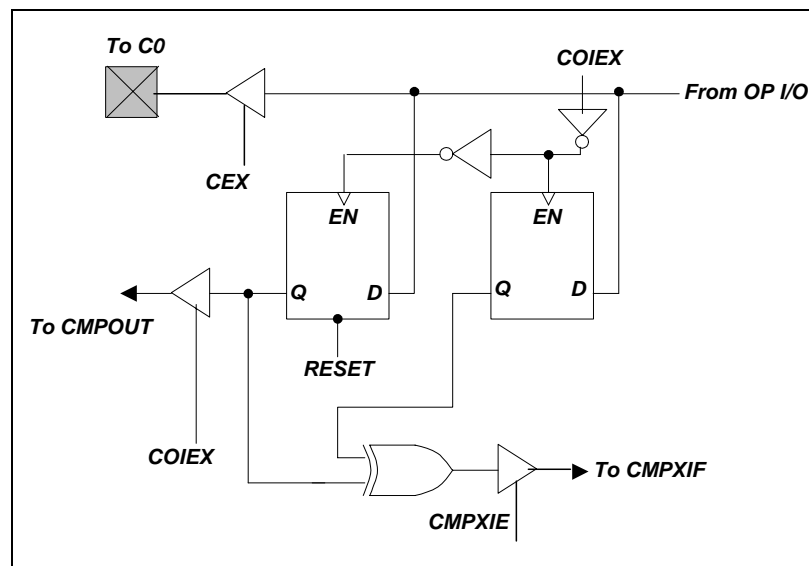 To C0
COIEX
From OP I/O
CEX
EN
EN
Q
D
Q
D
To CMPOUT
RESET
COIEX
To CMPXIF
CMPXIE